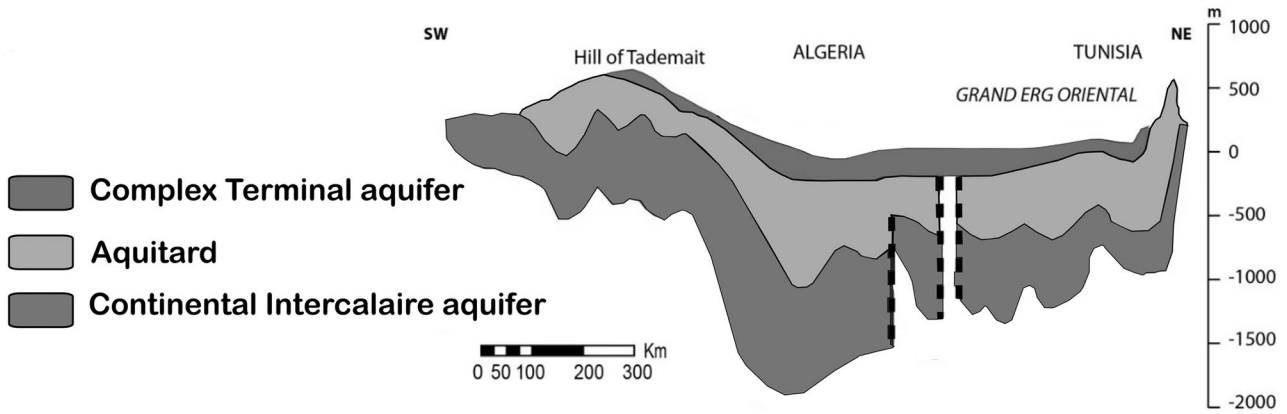 SW
NE
m
Hill of Tademait
ALGERIA
TUNISIA
GRAND ERG ORIENTAL
1000
500
0
-500
-1000
-1500
-2000
Complex Terminal aquifer
Aquitard
Continental Intercalaire aquifer
Km
0 50 100 200 300